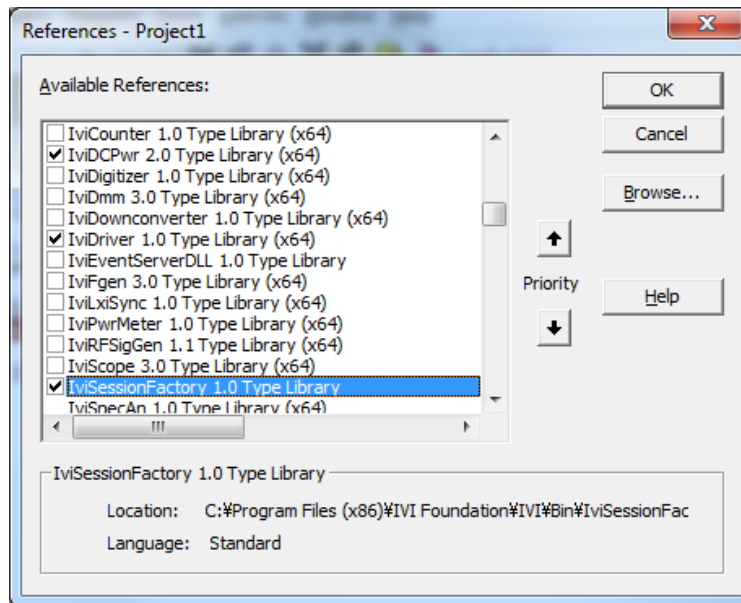 References - Project1
Available References:
IviCounter 1.0 Type Library (x64)
IviDCPwr 2.0 Type Library (x64)
IviDigitizer 1.0 Type Library (x64)
IviDmm 3.0 Type Library (x64)
IviDownconverter 1.0 Type Library (x64)
IviDriver 1.0 Type Library (x64)
IviEventServerDLL 1.0 Type Library
IviFgen 3.0 Type Library (x64)
IviLxiSync 1.0 Type Library (x64)
IviPwrMeter 1.0 Type Library (x64)
IviRFSigGen 1.1 Type Library (x64)
IviScope 3.0 Type Library (x64)
IviSessionFactory 1.0 Type Library
IviSpecAn 1.0 Type Library (x64)
OK
Cancel
Browse...
Priority
Help
IviSessionFactory 1.0 Type Library
Location: C:¥Program Files (x86)¥IVI Foundation¥IVI¥Bin¥IviSessionFac
Language: Standard